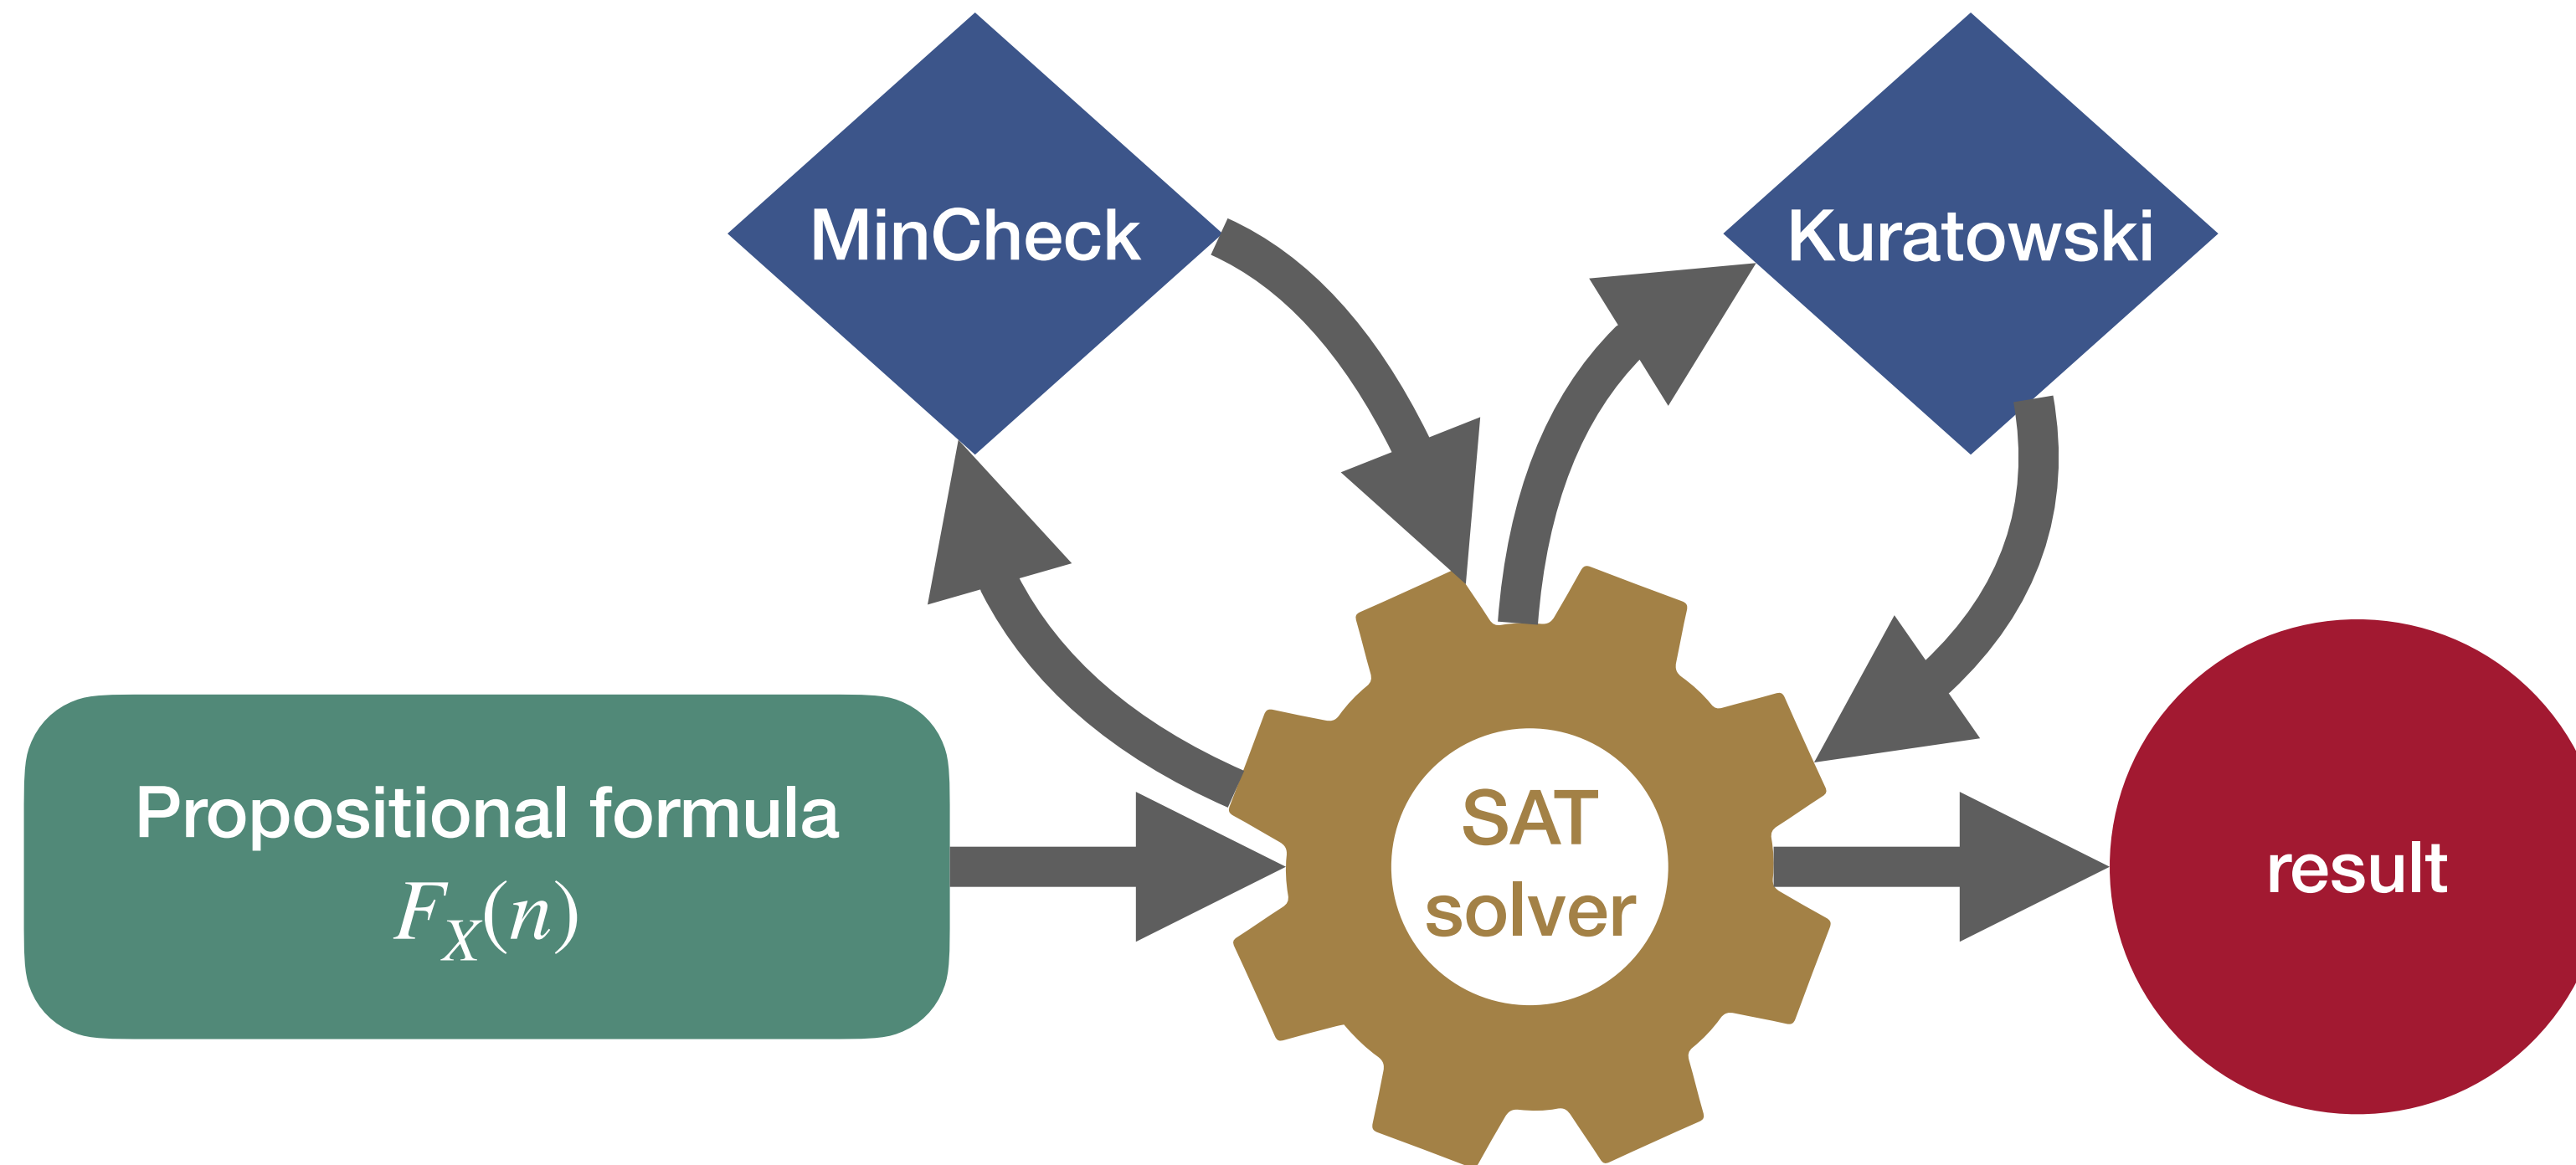 MinCheck
Kuratowski
Propositional formula
F_X(n)
SAT
solver
result